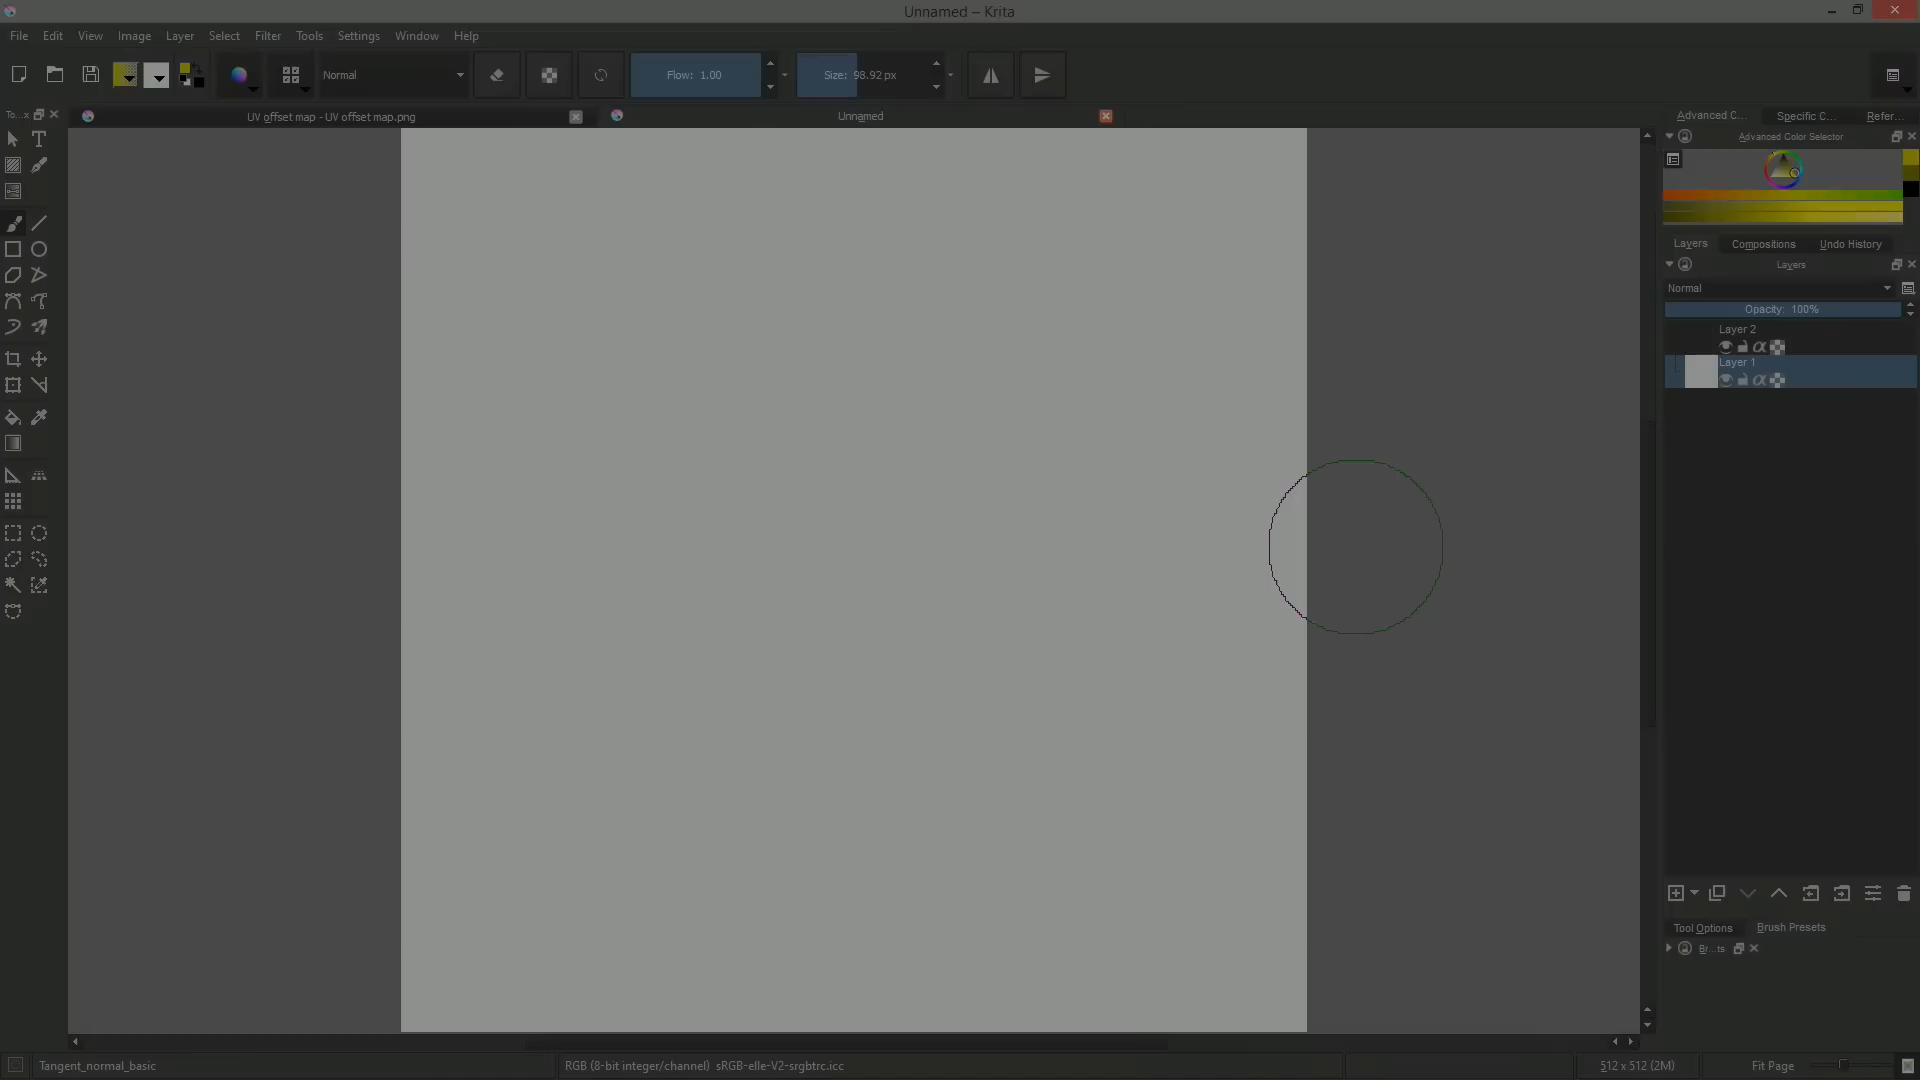 Unnamed – Krita
File Edit View Image Layer Select Filter Tools Settings Window Help
Normal Flow: 1.00 Size: 98.92 px
To...x UV offset map - UV offset map.png Unnamed Advanced C... Specific C... Refer...
Advanced Color Selector
Layers Compositions Undo History
Layers
Normal
Opacity: 100%
Layer 2
Layer 1
Tool Options Brush Presets
Br...ts
Tangent_normal_basic RGB (8-bit integer/channel) sRGB-elle-V2-srgbtrc.icc 512 x 512 (2M) Fit Page